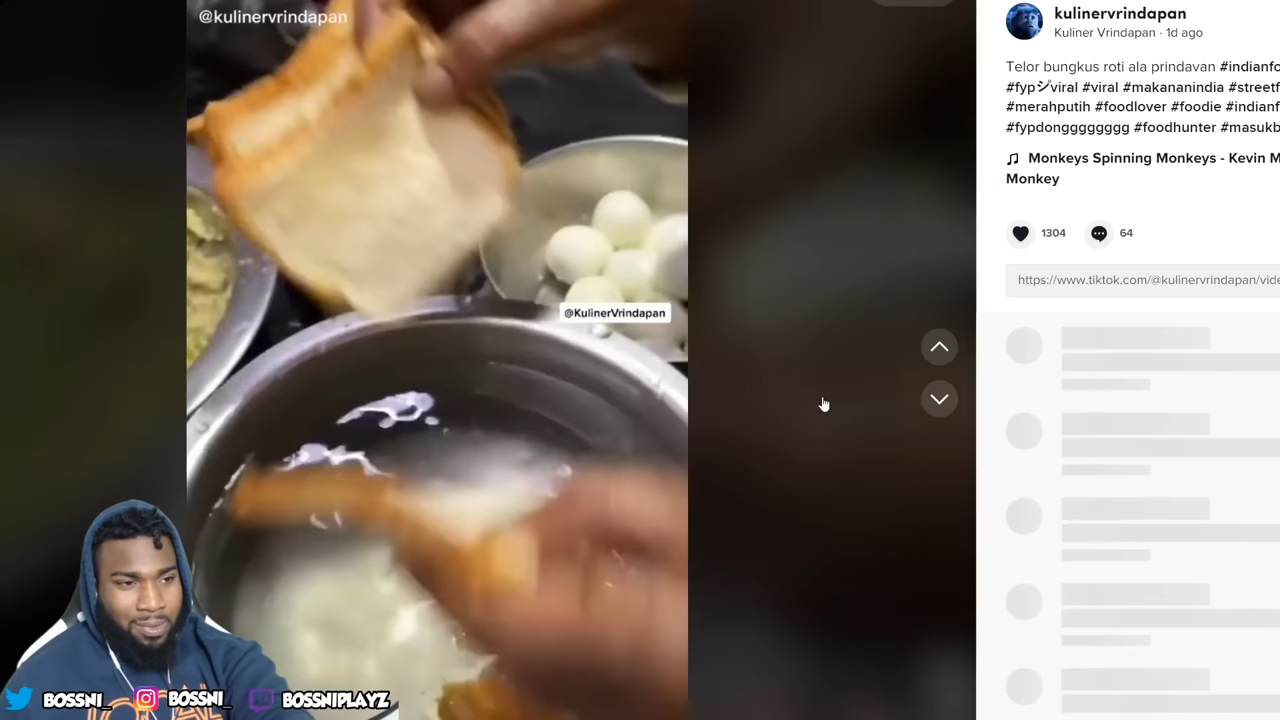 @kulinervrindapan
@KulinerVrindapan
kulinervrindapan
Kuliner Vrindapan · 1d ago
Telor bungkus roti ala prindavan #indianfo
#fypシviral #viral #makananindia #streetf
#merahputih #foodlover #foodie #indianf
#fypdongggggggg #foodhunter #masukb
Monkeys Spinning Monkeys - Kevin M
Monkey
1304
64
https://www.tiktok.com/@kulinervrindapan/vide
BOSSNI_
BOSSNI_
BOSSNIPLAYZ